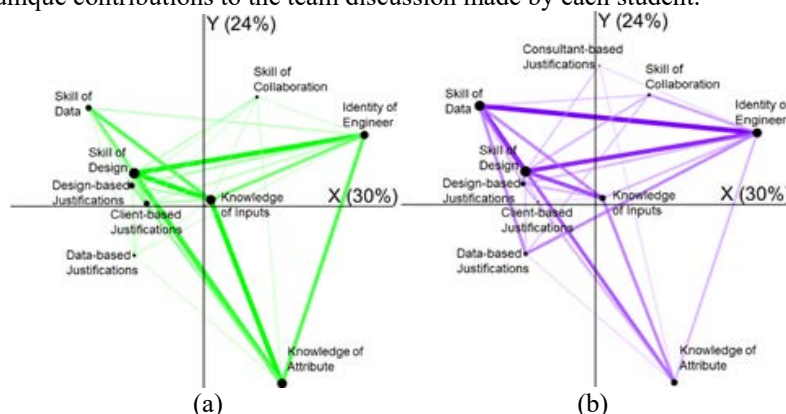 unique contributions to the team discussion made by each student.
Y (24%)
Skill of
Collaboration
Skill of
Data
Identity of
Engineer
Skill of
Design
Design-based
Justifications
Knowledge
of Inputs
X (30%)
Client-based
Justifications
Data-based
Justifications
Knowledge of
Attribute
(a)
Y (24%)
Consultant-based
Justifications
Skill of
Collaboration
Skill of
Data
Identity of
Engineer
Skill of
Design
Design-based
Justifications
Knowledge
of Inputs
X (30%)
Client-based
Justifications
Data-based
Justifications
Knowledge of
Attribute
(b)